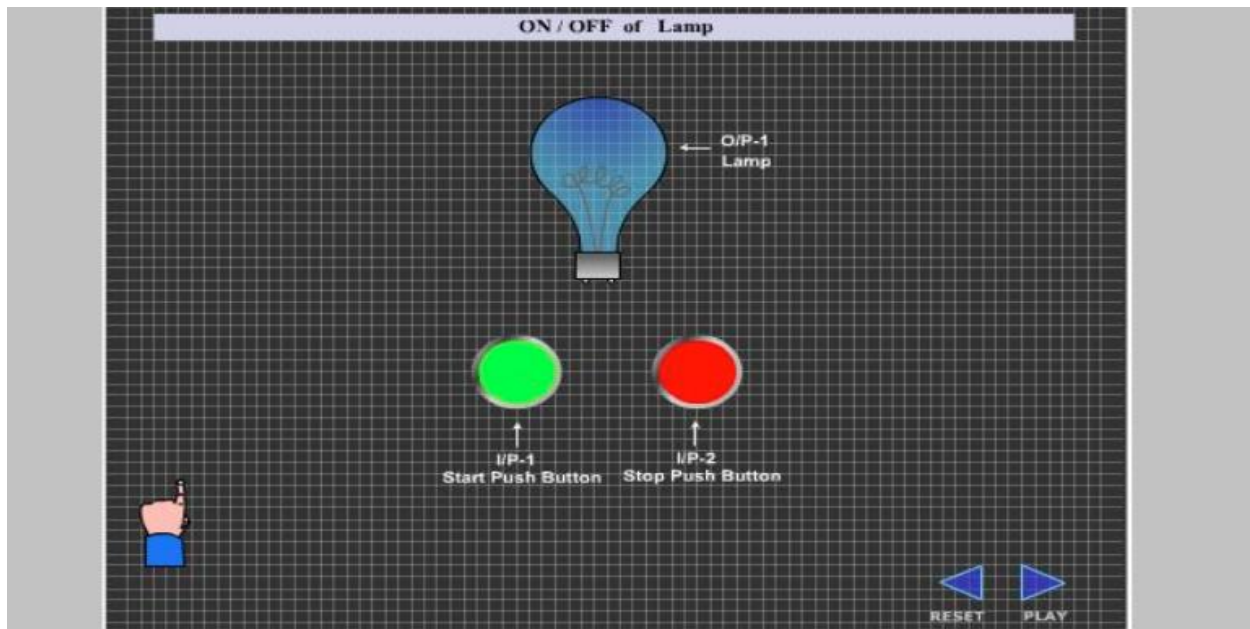 ON / OFF of Lamp
O/P-1
Lamp
I/P-1
Start Push Button
I/P-2
Stop Push Button
RESET
PLAY